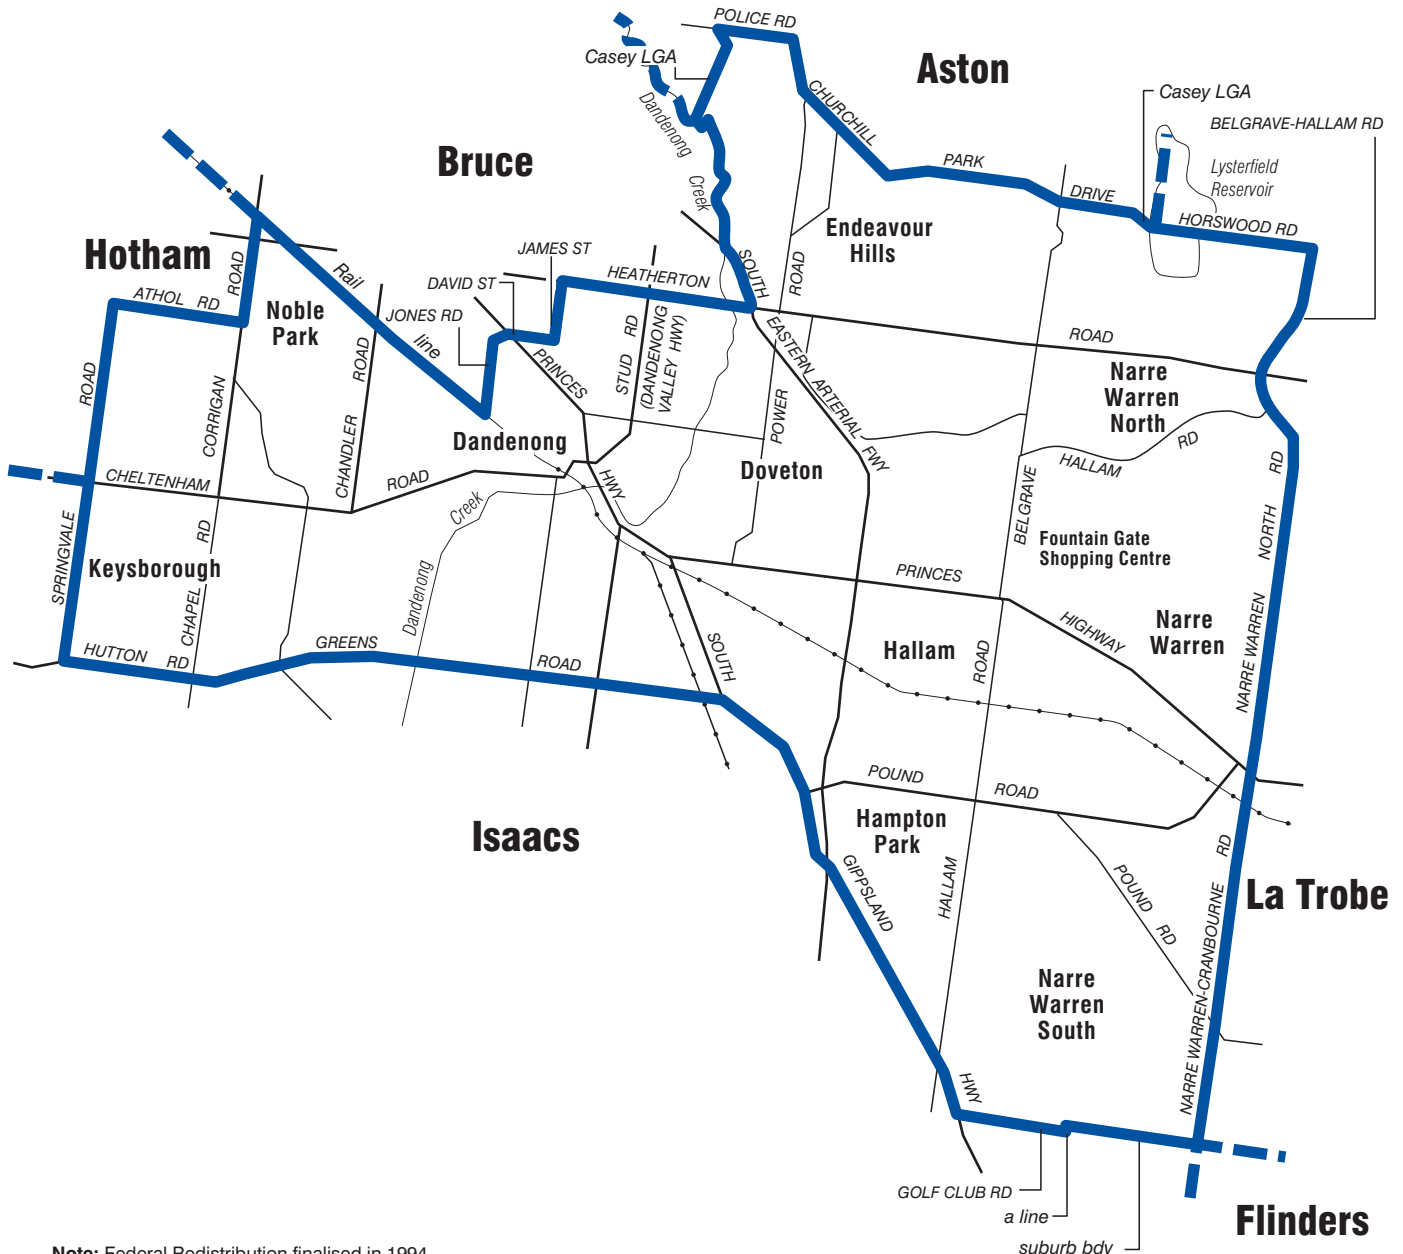 POLICE RD
Casey LGA
Aston
CHURCHILL
Casey LGA
BELGRAVE-HALLAM RD
Dandenong
Creek
Bruce
PARK
DRIVE
Lysterfield
Reservoir
HORSWOOD RD
Hotham
Endeavour
Hills
JAMES ST
HEATHERTON
SOUTH
EASTERN ARTERIAL FWY
ROAD
ATHOL RD
ROAD
Rail
line
Noble
Park
DAVID ST
JONES RD
PRINCES
HWY
STUD RD
(DANDENONG
VALLEY HWY)
POWER
ROAD
Narre
Warren
North
ROAD
SPRINGVALE
CORRIGAN
CHANDLER
ROAD
Dandenong
Doveton
HALLAM
RD
CHELTENHAM
ROAD
Creek
Dandenong
BELGRAVE
Fountain Gate
Shopping Centre
NARRE WARREN
NORTH
RD
Keysborough
CHAPEL
RD
PRINCES
HIGHWAY
Narre
Warren
HUTTON RD
GREENS
ROAD
SOUTH
Hallam
ROAD
POUND
ROAD
Hampton
Park
Isaacs
GIPPSLAND
HWY
HALLAM
POUND
RD
NARRE WARREN-CRANBOURNE
RD
La Trobe
Narre
Warren
South
GOLF CLUB RD
a line
suburb bdy
Flinders
Note: Federal Redistribution finalised in 1994